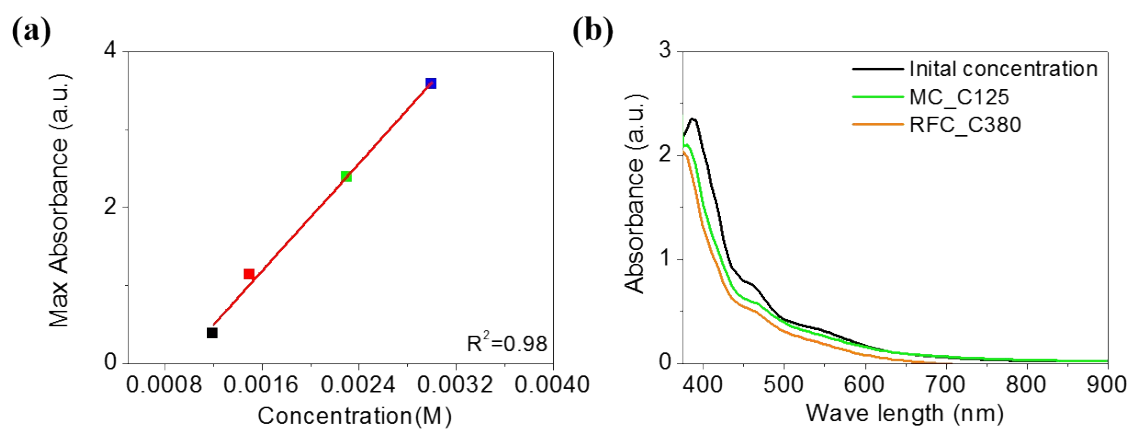 (a)
Max Absorbance (a.u.)
4
2
0
0.0008 0.0016 0.0024 0.0032 0.0040
Concentration(M)
R²=0.98
(b)
Absorbance (a.u.)
3
2
1
0
400 500 600 700 800 900
Wave length (nm)
Inital concentration
MC_C125
RFC_C380